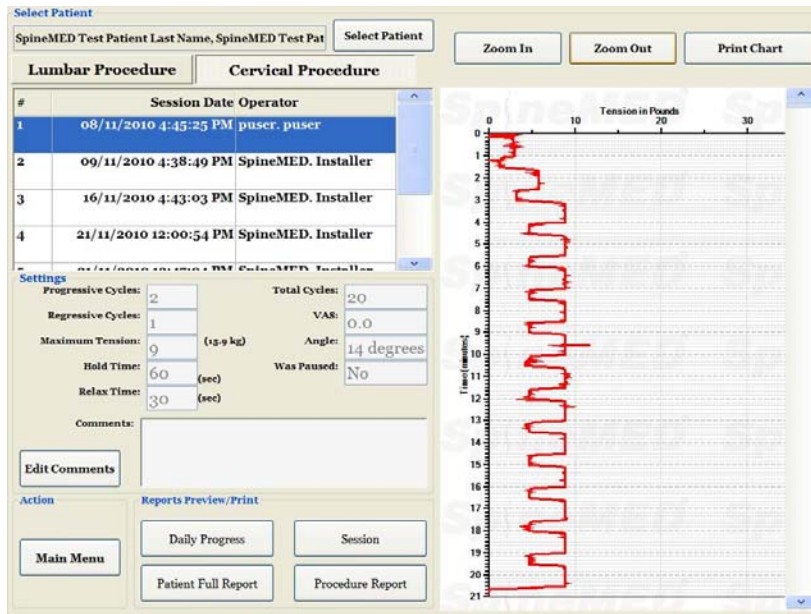 Select Patient
SpineMED Test Patient Last Name, SpineMED Test Pat
Select Patient
Zoom In
Zoom Out
Print Chart
Lumbar Procedure
Cervical Procedure
# Session Date Operator
1 08/11/2010 4:45:25 PM puser. puser
2 09/11/2010 4:38:49 PM SpineMED. Installer
3 16/11/2010 4:43:03 PM SpineMED. Installer
4 21/11/2010 12:00:54 PM SpineMED. Installer
Settings
Progressive Cycles: 2
Total Cycles: 20
Regressive Cycles: 1
VAS: 0.0
Maximum Tension: 9 (15.9 kg)
Angle: 14 degrees
Hold Time: 60 (sec)
Was Paused: No
Relax Time: 30 (sec)
Comments:
Edit Comments
Action
Main Menu
Reports Preview/Print
Daily Progress
Session
Patient Full Report
Procedure Report
SpineMED
Tension in Pounds
0 10 20 30
Time (minutes)
0
1
2
3
4
5
6
7
8
9
10
11
12
13
14
15
16
17
18
19
20
21